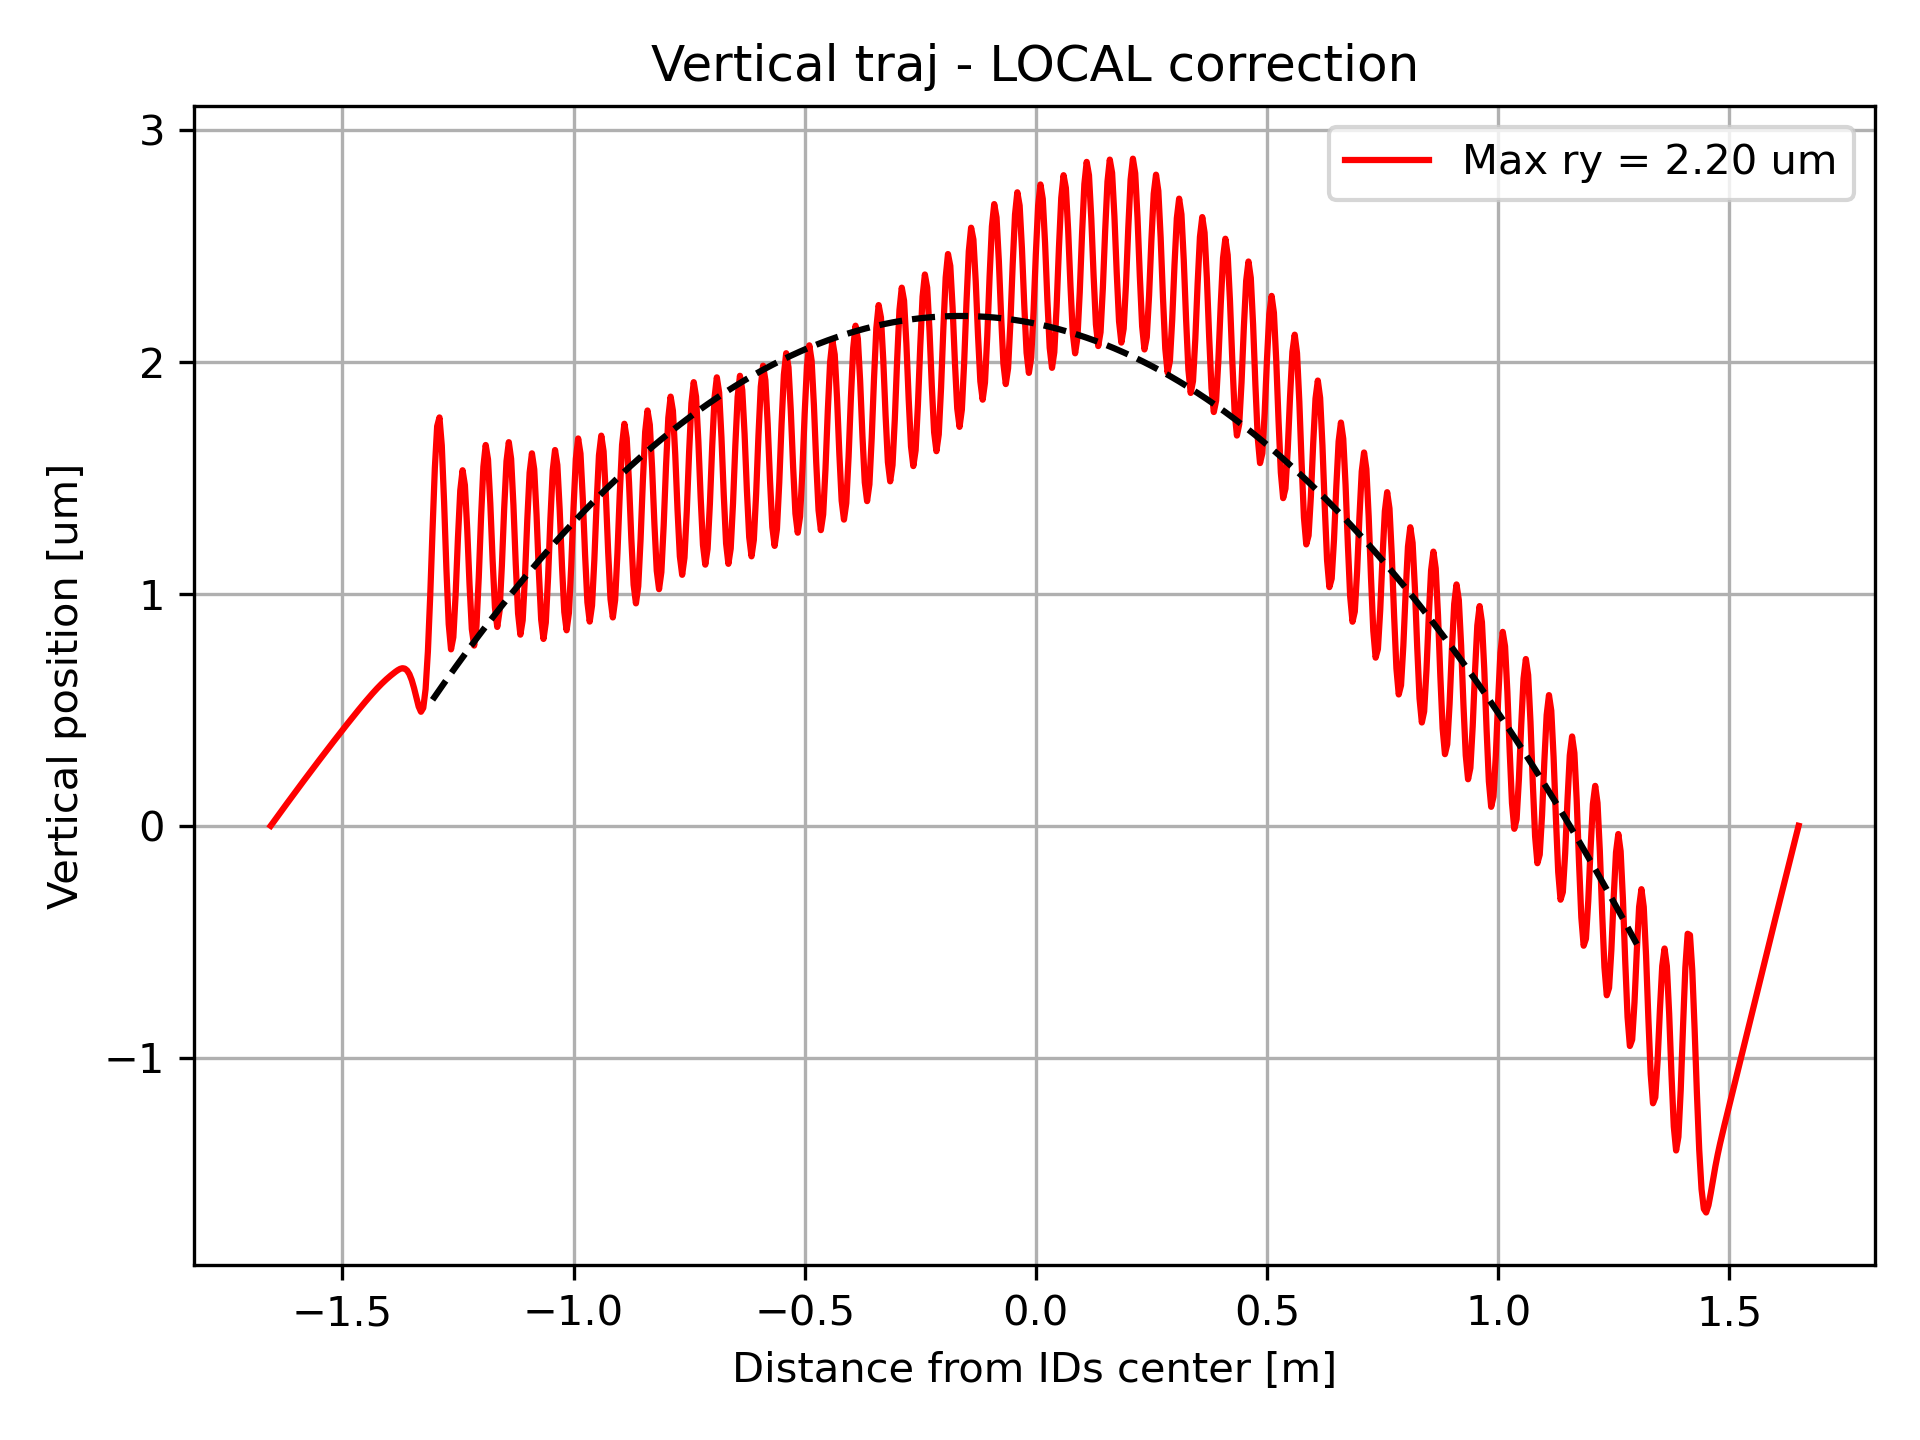 Vertical traj - LOCAL correction
Max ry = 2.20 um
Vertical position [um]
3
2
1
0
−1
−1.5 −1.0 −0.5 0.0 0.5 1.0 1.5
Distance from IDs center [m]